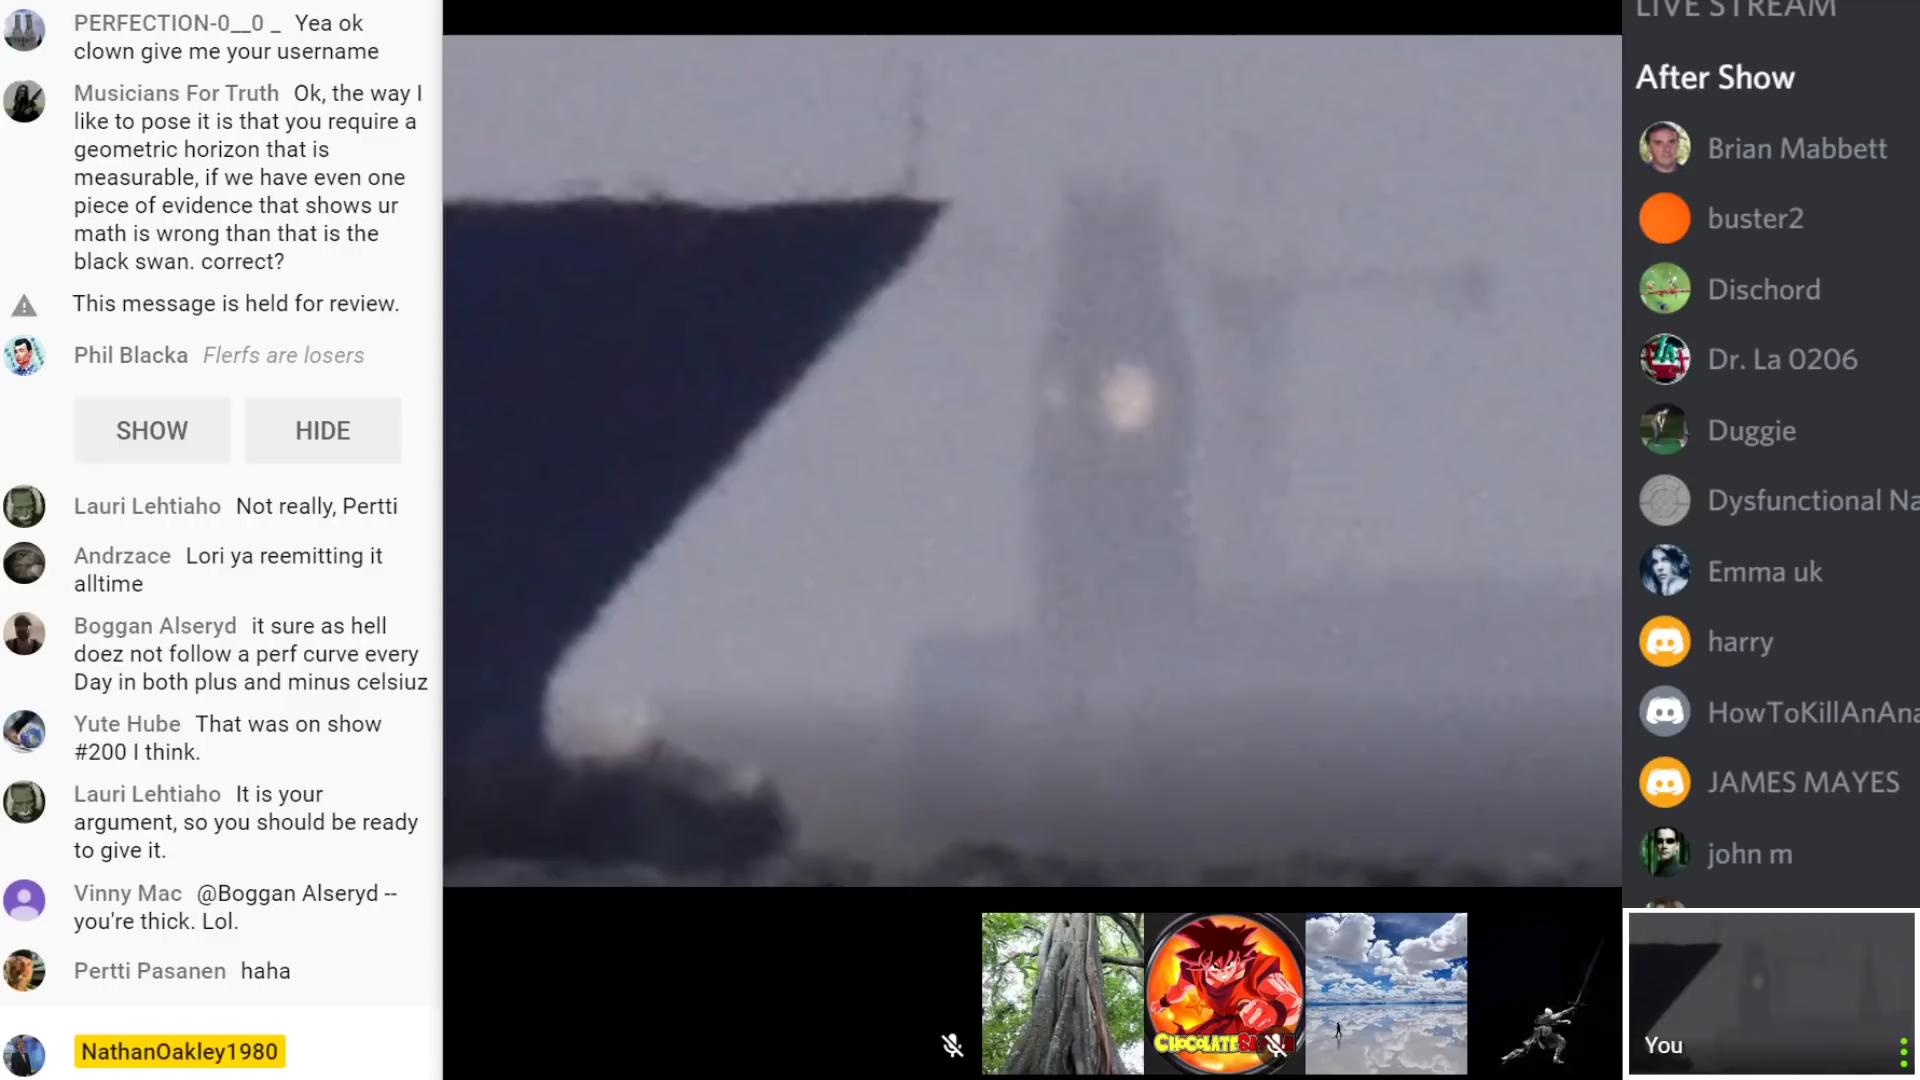 PERFECTION-0__0 _ Yea ok
clown give me your username
Musicians For Truth Ok, the way I
like to pose it is that you require a
geometric horizon that is
measurable, if we have even one
piece of evidence that shows ur
math is wrong than that is the
black swan. correct?
This message is held for review.
Phil Blacka Flerfs are losers
SHOW HIDE
Lauri Lehtiaho Not really, Pertti
Andrzace Lori ya reemitting it
alltime
Boggan Alseryd it sure as hell
doez not follow a perf curve every
Day in both plus and minus celsiuz
Yute Hube That was on show
#200 I think.
Lauri Lehtiaho It is your
argument, so you should be ready
to give it.
Vinny Mac @Boggan Alseryd --
you're thick. Lol.
Pertti Pasanen haha
NathanOakley1980
LIVE STREAM
After Show
Brian Mabbett
buster2
Dischord
Dr. La 0206
Duggie
Dysfunctional Na
Emma uk
harry
HowToKillAnAna
JAMES MAYES
john m
You